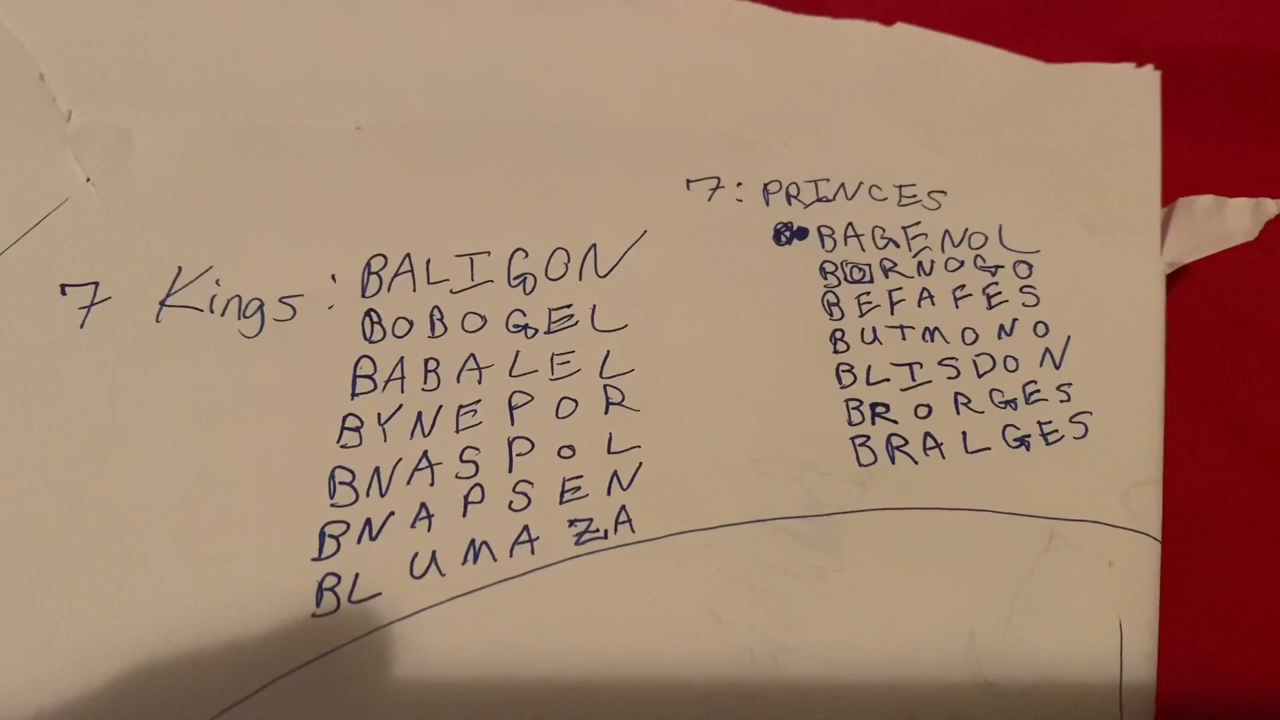 7 Kings: BALIGON
BOBOGEL
BABALEL
BYNEPOR
BNASPOL
BNAPSEN
BLUMAZA
7: PRINCES
BAGENOL
BORNOGO
BEFAFES
BUTMONO
BLISDON
BRORGES
BRALGES